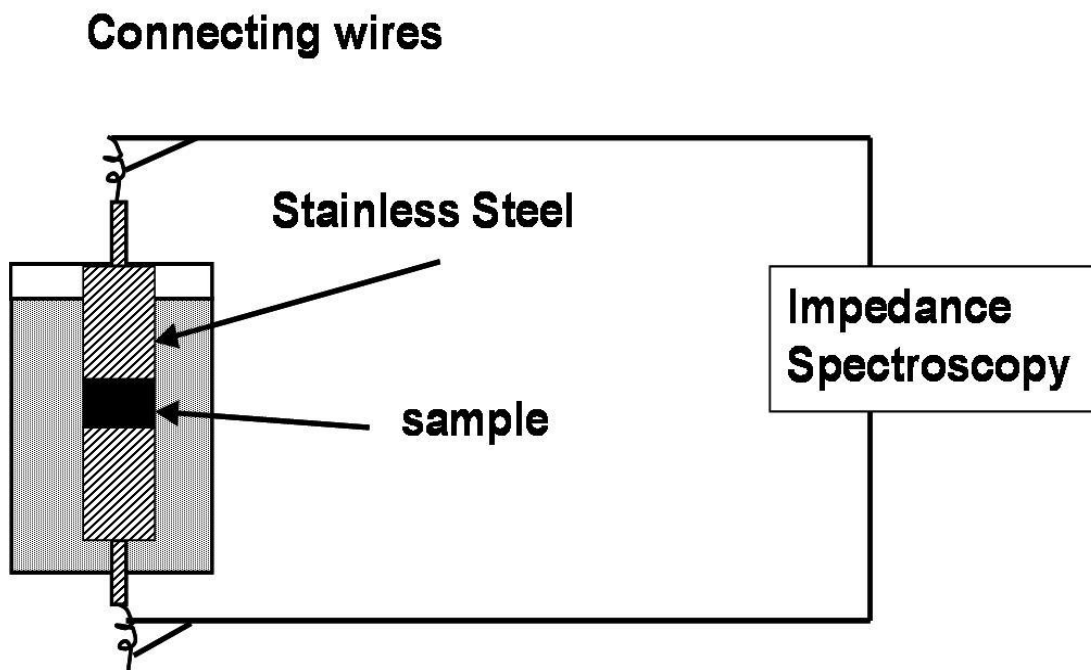 Connecting wires
Stainless Steel
Impedance
Spectroscopy
sample